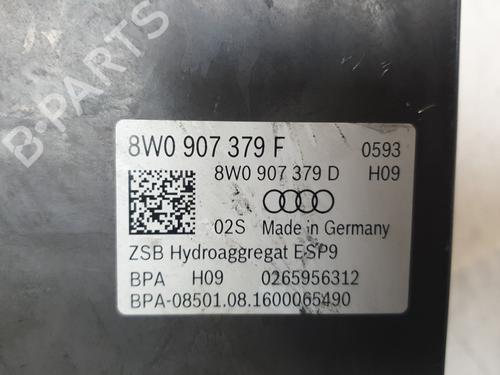 B-PARTS
8W0 907 379 F 0593
8W0 907 379 D H09
02S Made in Germany
ZSB Hydroaggregat ESP9
BPA H09 0265956312
BPA-08501.08.1600065490